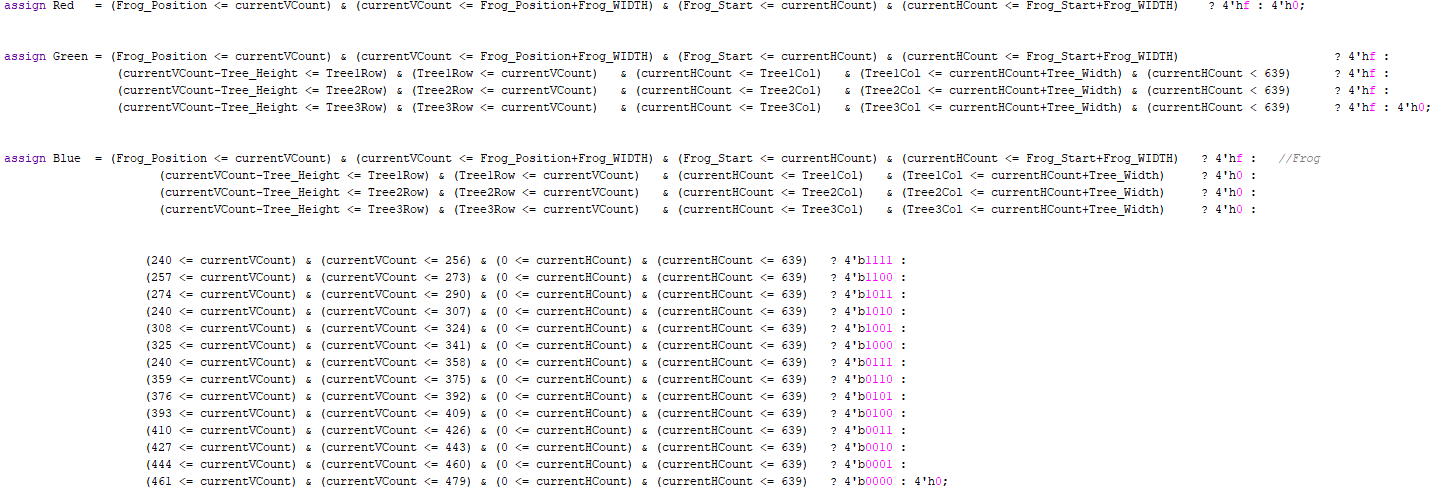 assign Red   = (Frog_Position <= currentVCount) & (currentVCount <= Frog_Position+Frog_WIDTH) & (Frog_Start <= currentHCount) & (currentHCount <= Frog_Start+Frog_WIDTH)    ? 4'hf : 4'h0;
assign Green = (Frog_Position <= currentVCount) & (currentVCount <= Frog_Position+Frog_WIDTH) & (Frog_Start <= currentHCount) & (currentHCount <= Frog_Start+Frog_WIDTH)    ? 4'hf :
(currentVCount-Tree_Height <= Tree1Row) & (Tree1Row <= currentVCount)   & (currentHCount <= Tree1Col)   & (Tree1Col <= currentHCount+Tree_Width) & (currentHCount < 639)    ? 4'hf :
(currentVCount-Tree_Height <= Tree2Row) & (Tree2Row <= currentVCount)   & (currentHCount <= Tree2Col)   & (Tree2Col <= currentHCount+Tree_Width) & (currentHCount < 639)    ? 4'hf :
(currentVCount-Tree_Height <= Tree3Row) & (Tree3Row <= currentVCount)   & (currentHCount <= Tree3Col)   & (Tree3Col <= currentHCount+Tree_Width) & (currentHCount < 639)    ? 4'hf : 4'h0;
assign Blue  = (Frog_Position <= currentVCount) & (currentVCount <= Frog_Position+Frog_WIDTH) & (Frog_Start <= currentHCount) & (currentHCount <= Frog_Start+Frog_WIDTH)   ? 4'hf :   //Frog
(currentVCount-Tree_Height <= Tree1Row) & (Tree1Row <= currentVCount)   & (currentHCount <= Tree1Col)   & (Tree1Col <= currentHCount+Tree_Width)    ? 4'h0 :
(currentVCount-Tree_Height <= Tree2Row) & (Tree2Row <= currentVCount)   & (currentHCount <= Tree2Col)   & (Tree2Col <= currentHCount+Tree_Width)    ? 4'h0 :
(currentVCount-Tree_Height <= Tree3Row) & (Tree3Row <= currentVCount)   & (currentHCount <= Tree3Col)   & (Tree3Col <= currentHCount+Tree_Width)    ? 4'h0 :
(240 <= currentVCount) & (currentVCount <= 256) & (0 <= currentHCount) & (currentHCount <= 639)   ? 4'b1111 :
(257 <= currentVCount) & (currentVCount <= 273) & (0 <= currentHCount) & (currentHCount <= 639)   ? 4'b1100 :
(274 <= currentVCount) & (currentVCount <= 290) & (0 <= currentHCount) & (currentHCount <= 639)   ? 4'b1011 :
(240 <= currentVCount) & (currentVCount <= 307) & (0 <= currentHCount) & (currentHCount <= 639)   ? 4'b1010 :
(308 <= currentVCount) & (currentVCount <= 324) & (0 <= currentHCount) & (currentHCount <= 639)   ? 4'b1001 :
(325 <= currentVCount) & (currentVCount <= 341) & (0 <= currentHCount) & (currentHCount <= 639)   ? 4'b1000 :
(240 <= currentVCount) & (currentVCount <= 358) & (0 <= currentHCount) & (currentHCount <= 639)   ? 4'b0111 :
(359 <= currentVCount) & (currentVCount <= 375) & (0 <= currentHCount) & (currentHCount <= 639)   ? 4'b0110 :
(376 <= currentVCount) & (currentVCount <= 392) & (0 <= currentHCount) & (currentHCount <= 639)   ? 4'b0101 :
(393 <= currentVCount) & (currentVCount <= 409) & (0 <= currentHCount) & (currentHCount <= 639)   ? 4'b0100 :
(410 <= currentVCount) & (currentVCount <= 426) & (0 <= currentHCount) & (currentHCount <= 639)   ? 4'b0011 :
(427 <= currentVCount) & (currentVCount <= 443) & (0 <= currentHCount) & (currentHCount <= 639)   ? 4'b0010 :
(444 <= currentVCount) & (currentVCount <= 460) & (0 <= currentHCount) & (currentHCount <= 639)   ? 4'b0001 :
(461 <= currentVCount) & (currentVCount <= 479) & (0 <= currentHCount) & (currentHCount <= 639)   ? 4'b0000 : 4'h0;